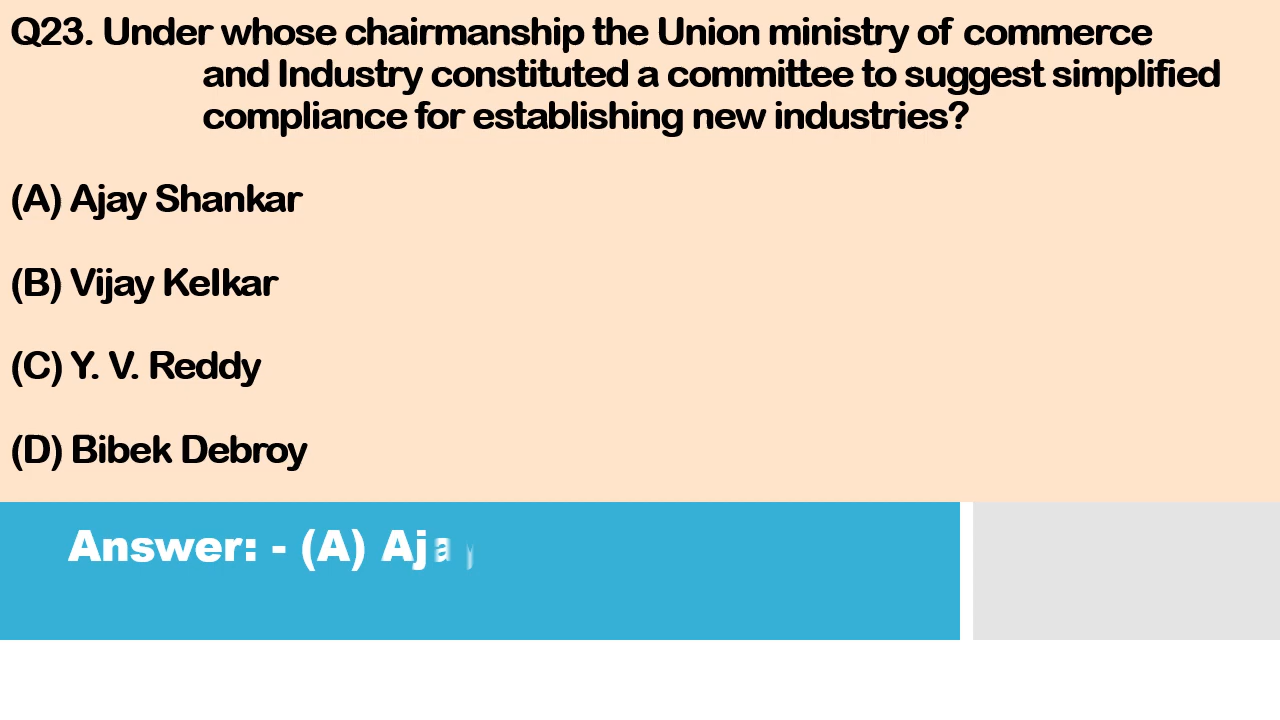 Q23. Under whose chairmanship the Union ministry of commerce
and Industry constituted a committee to suggest simplified
compliance for establishing new industries?
(A) Ajay Shankar
(B) Vijay Kelkar
(C) Y. V. Reddy
(D) Bibek Debroy
Answer: - (A) Ajay